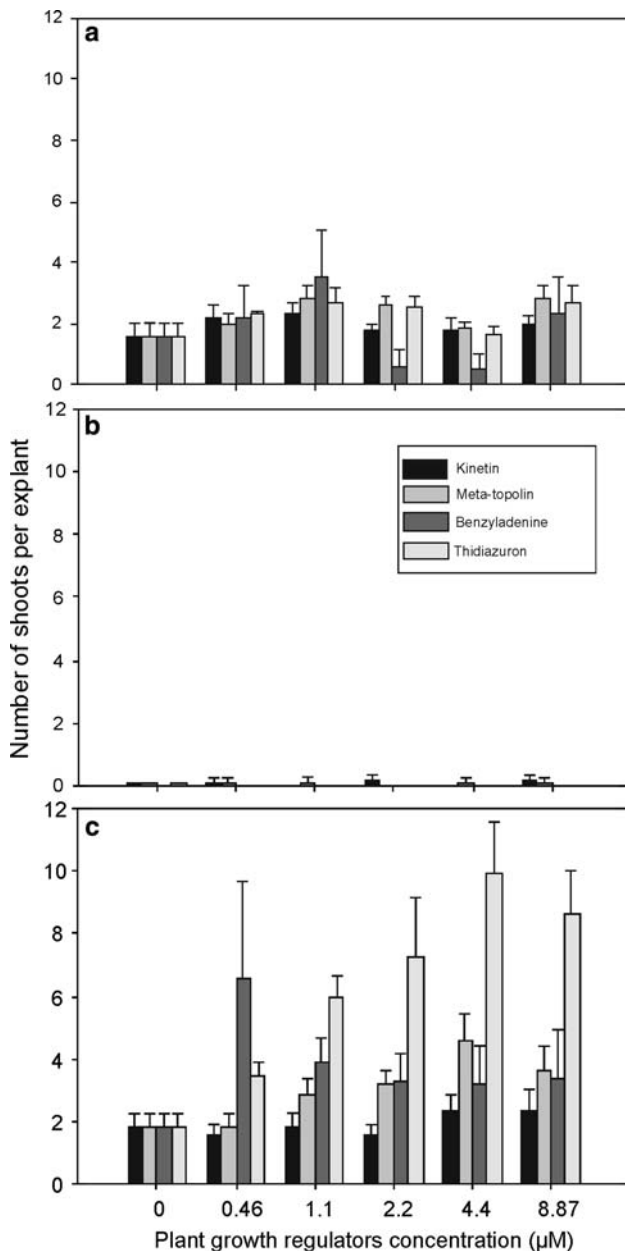 a
12
10
8
6
4
2
0
b
12
10
8
6
4
2
0
Kinetin
Meta-topolin
Benzyladenine
Thidiazuron
Number of shoots per explant
c
12
10
8
6
4
2
0
0 0.46 1.1 2.2 4.4 8.87
Plant growth regulators concentration (µM)